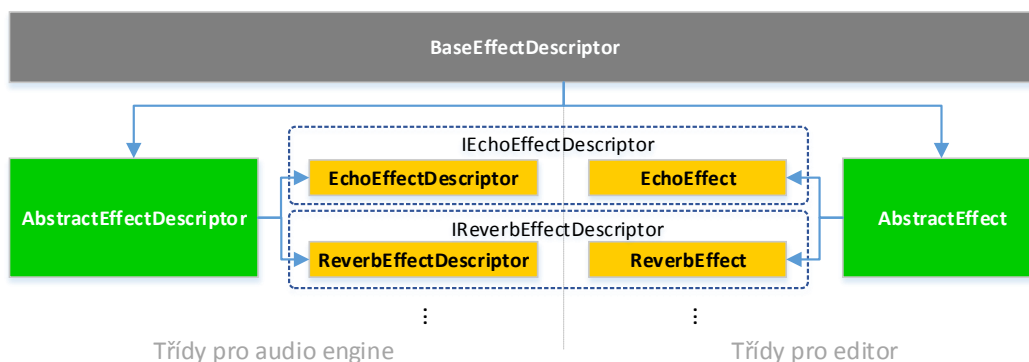 BaseEffectDescriptor
IEchoEffectDescriptor
EchoEffectDescriptor
EchoEffect
AbstractEffectDescriptor
AbstractEffect
IReverbEffectDescriptor
ReverbEffectDescriptor
ReverbEffect
⋮
⋮
Třídy pro audio engine
Třídy pro editor